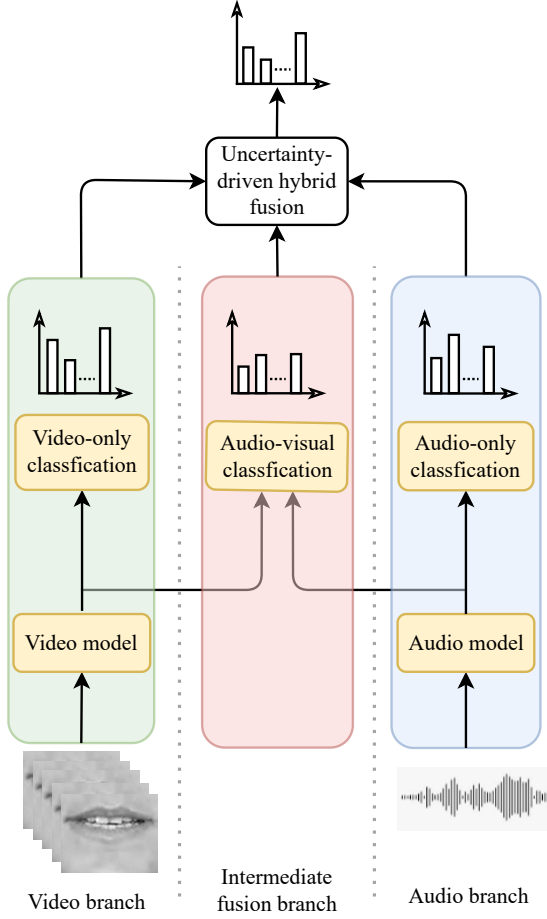 Uncertainty-
driven hybrid
fusion
Video-only
classfication
Audio-visual
classfication
Audio-only
classfication
Video model
Audio model
Video branch
Intermediate
fusion branch
Audio branch